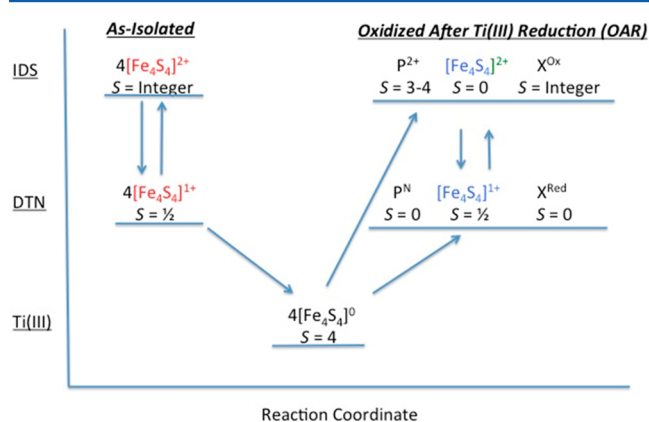 As-Isolated
Oxidized After Ti(III) Reduction (OAR)
IDS
4[Fe₄S₄]²⁺
S = Integer
P²⁺ [Fe₄S₄]²⁺ Xᴼˣ
S = 3-4 S = 0 S = Integer
DTN
4[Fe₄S₄]¹⁺
S = ½
Pᴺ [Fe₄S₄]¹⁺ Xᴿᵉᵈ
S = 0 S = ½ S = 0
Ti(III)
4[Fe₄S₄]⁰
S = 4
Reaction Coordinate